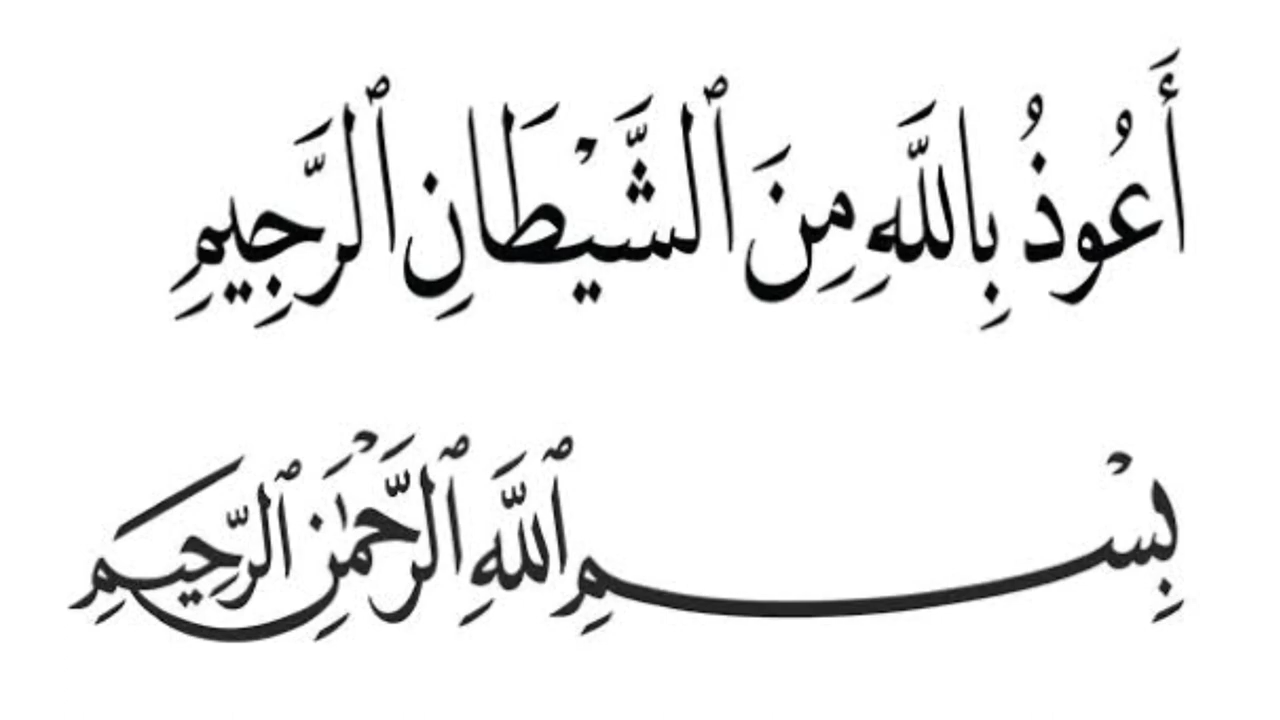 أَعُوذُ بِاللَّهِ مِنَ ٱلشَّيْطَانِ ٱلرَّجِيمِ
بِسْمِ ٱللَّهِ ٱلرَّحْمَٰنِ ٱلرَّحِيمِ